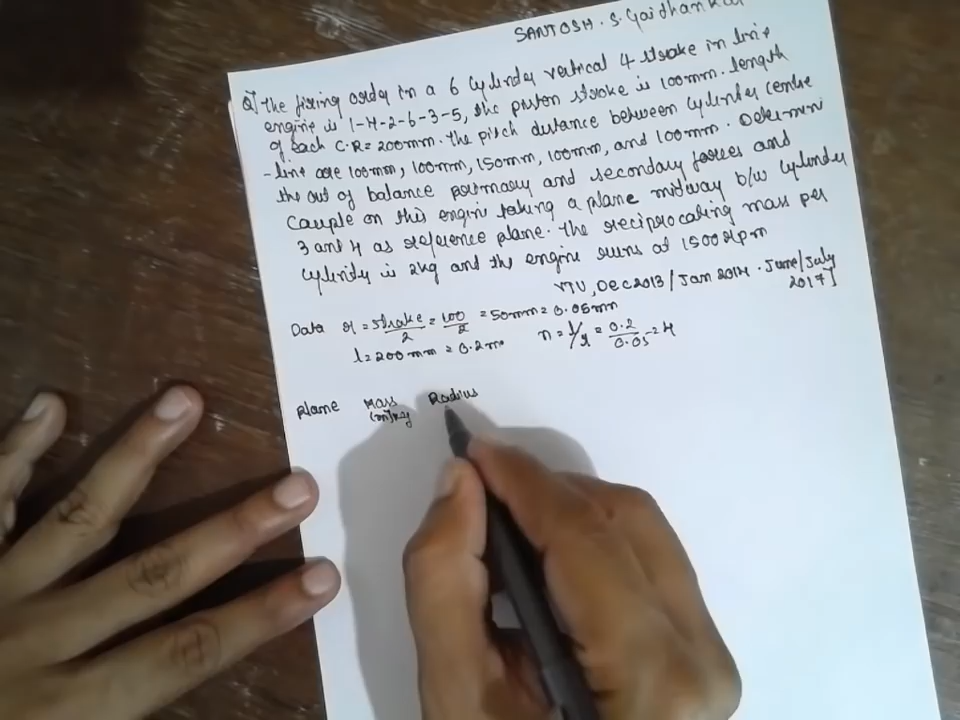 SANTOSH. S. Gaidhankar
Q] The firing order in a 6 Cylinder vertical 4 stroke in line
engine is 1-4-2-6-3-5, the piston stroke is 100mm. length
of each C.R= 200mm. The pitch distance between cylinder centre
-line are 100mm, 100mm, 150mm, 100mm, and 100mm. Determine
the out of balance primary and secondary forces and
Couple on this engine taking a plane midway b/w Cylinder
3 and 4 as reference plane. The reciprocating mass per
Cylinder is 2kg and the engine runs at 1500 rpm
VTU, Dec 2013 / Jan 2014 . June/July
2017]
Data r = stroke/2 = 100/2 = 50mm = 0.05mm
l = 200mm = 0.2m n = l/r = 0.2/0.05 = 4
Plane Mass Radius
(m) kg